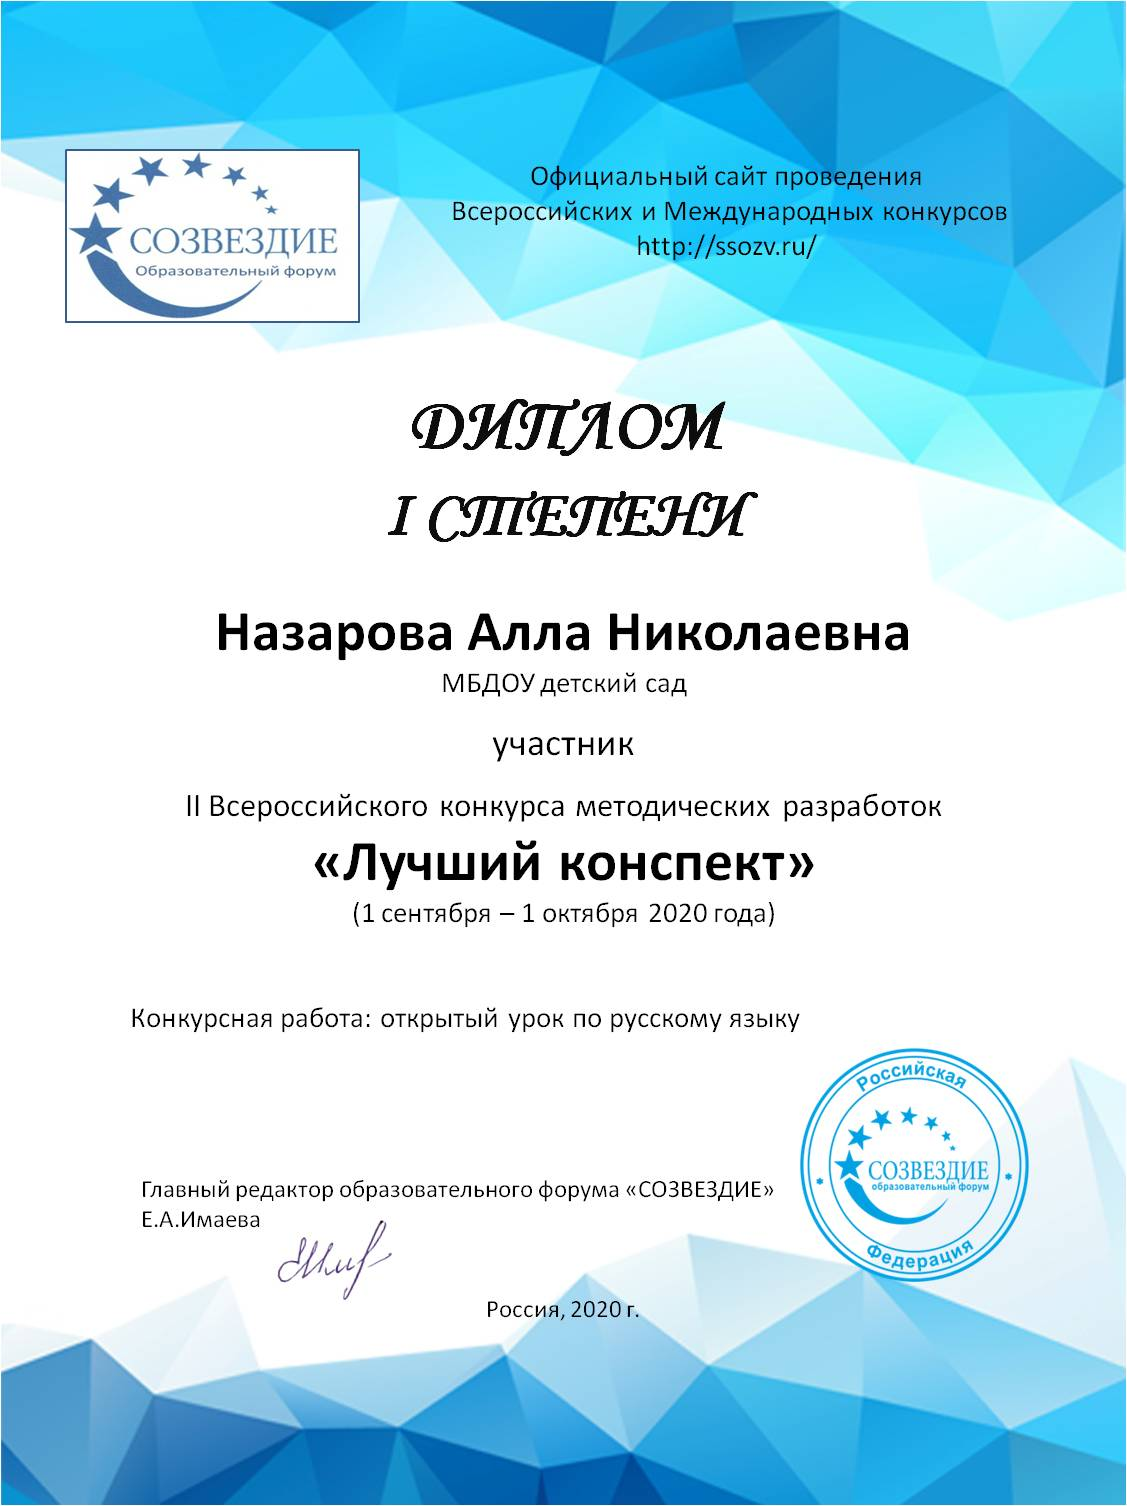 СОЗВЕЗДИЕ
Образовательный форум
Официальный сайт проведения
Всероссийских и Международных конкурсов
http://ssozv.ru/
ДИПЛОМ
I СТЕПЕНИ
Назарова Алла Николаевна
МБДОУ детский сад
участник
II Всероссийского конкурса методических разработок
«Лучший конспект»
(1 сентября – 1 октября 2020 года)
Конкурсная работа: открытый урок по русскому языку
Российская
СОЗВЕЗДИЕ
образовательный форум
Федерация
Главный редактор образовательного форума «СОЗВЕЗДИЕ»
Е.А.Имаева
Россия, 2020 г.